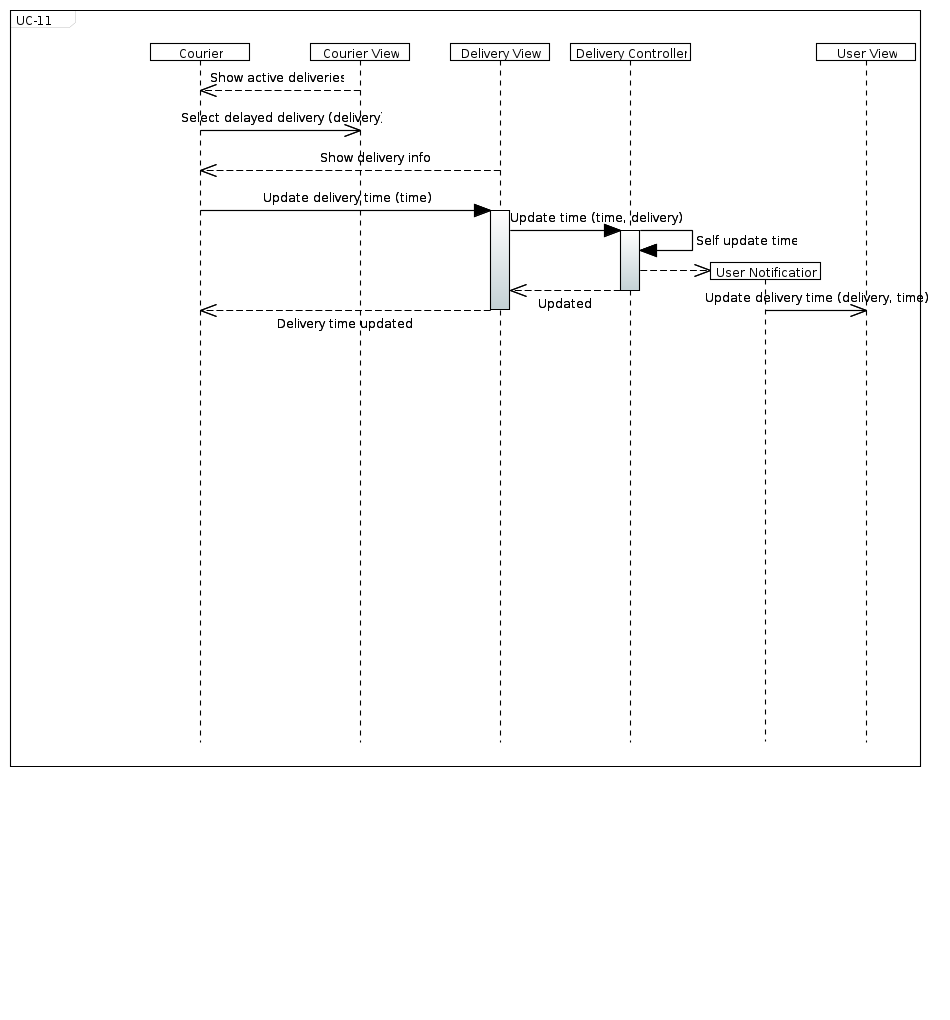 UC-11
Courier
Courier View
Delivery View
Delivery Controller
User View
Show active deliveries
Select delayed delivery (delivery)
Show delivery info
Update delivery time (time)
Update time (time, delivery)
Self update time
User Notification
Update delivery time (delivery, time)
Updated
Delivery time updated